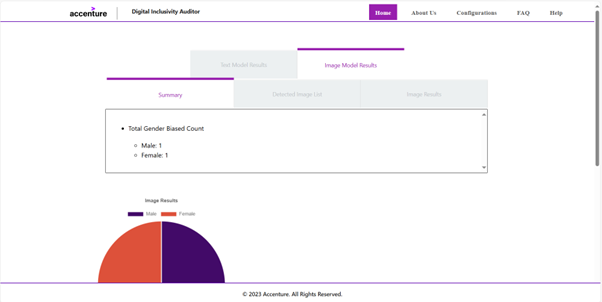 accenture
Digital Inclusivity Auditor
Home
About Us
Configurations
FAQ
Help
Text Model Results
Image Model Results
Summary
Detected Image List
Image Results
Total Gender Biased Count
Male: 1
Female: 1
Image Results
Male
Female
© 2023 Accenture. All Rights Reserved.